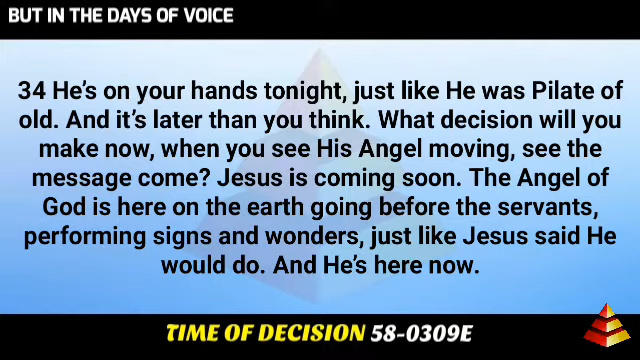 BUT IN THE DAYS OF VOICE
34 He's on your hands tonight, just like He was Pilate of
old. And it's later than you think. What decision will you
make now, when you see His Angel moving, see the
message come? Jesus is coming soon. The Angel of
God is here on the earth going before the servants,
performing signs and wonders, just like Jesus said He
would do. And He's here now.
TIME OF DECISION 58-0309E